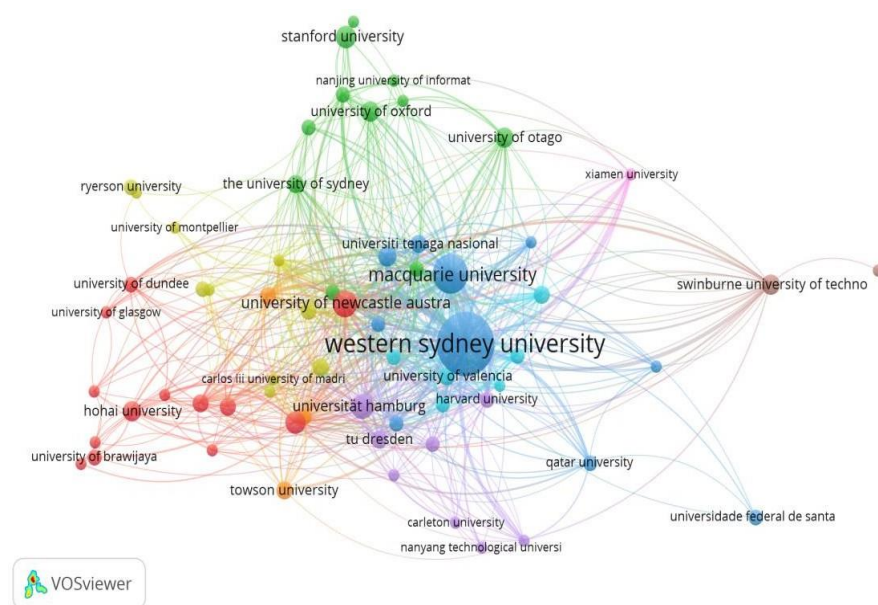 stanford university
nanjing university of informat
university of oxford
university of otago
xiamen university
ryerson university
the university of sydney
university of montpellier
universiti tenaga nasional
macquarie university
university of dundee
swinburne university of techno
university of newcastle austra
university of glasgow
western sydney university
carlos iii university of madri
university of valencia
harvard university
hohai university
universität hamburg
tu dresden
university of brawijaya
qatar university
towson university
universidade federal de santa
carleton university
nanyang technological universi
VOSviewer